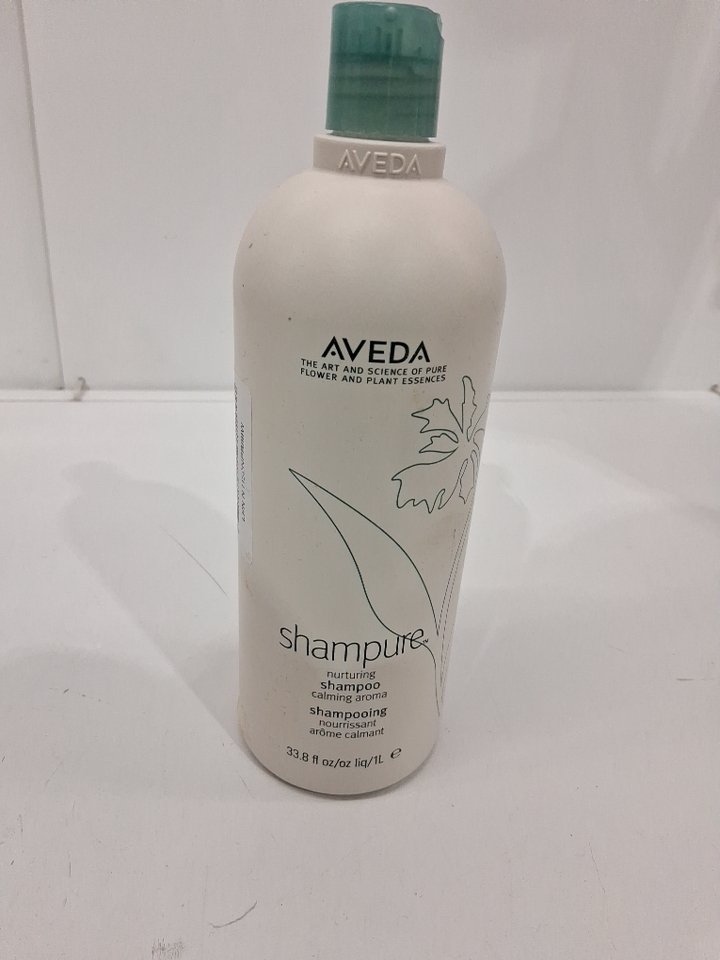 AVEDA
AVEDA
THE ART AND SCIENCE OF PURE
FLOWER AND PLANT ESSENCES
shampure™
nurturing
shampoo
calming aroma
shampooing
nourrissant
arôme calmant
33.8 fl oz/oz liq/1L e